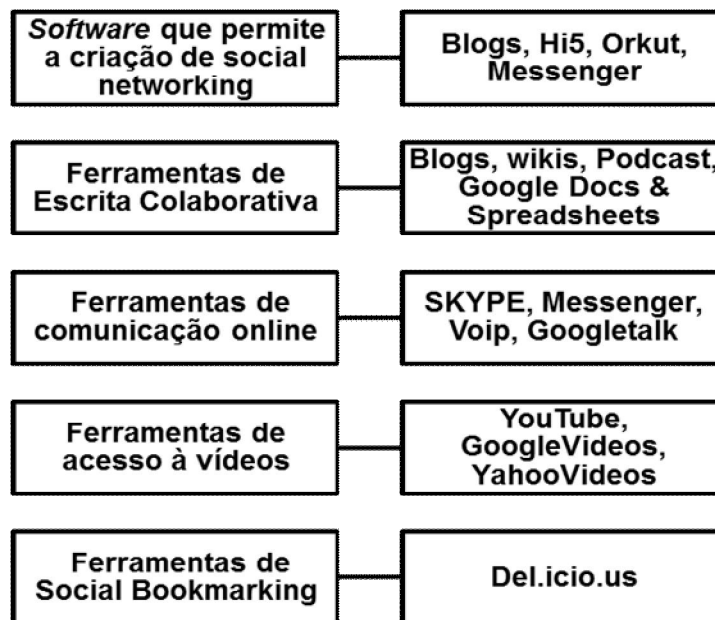 Software que permite
a criação de social
networking
Blogs, Hi5, Orkut,
Messenger
Ferramentas de
Escrita Colaborativa
Blogs, wikis, Podcast,
Google Docs &
Spreadsheets
Ferramentas de
comunicação online
SKYPE, Messenger,
Voip, Googletalk
Ferramentas de
acesso à vídeos
YouTube,
GoogleVideos,
YahooVideos
Ferramentas de
Social Bookmarking
Del.icio.us